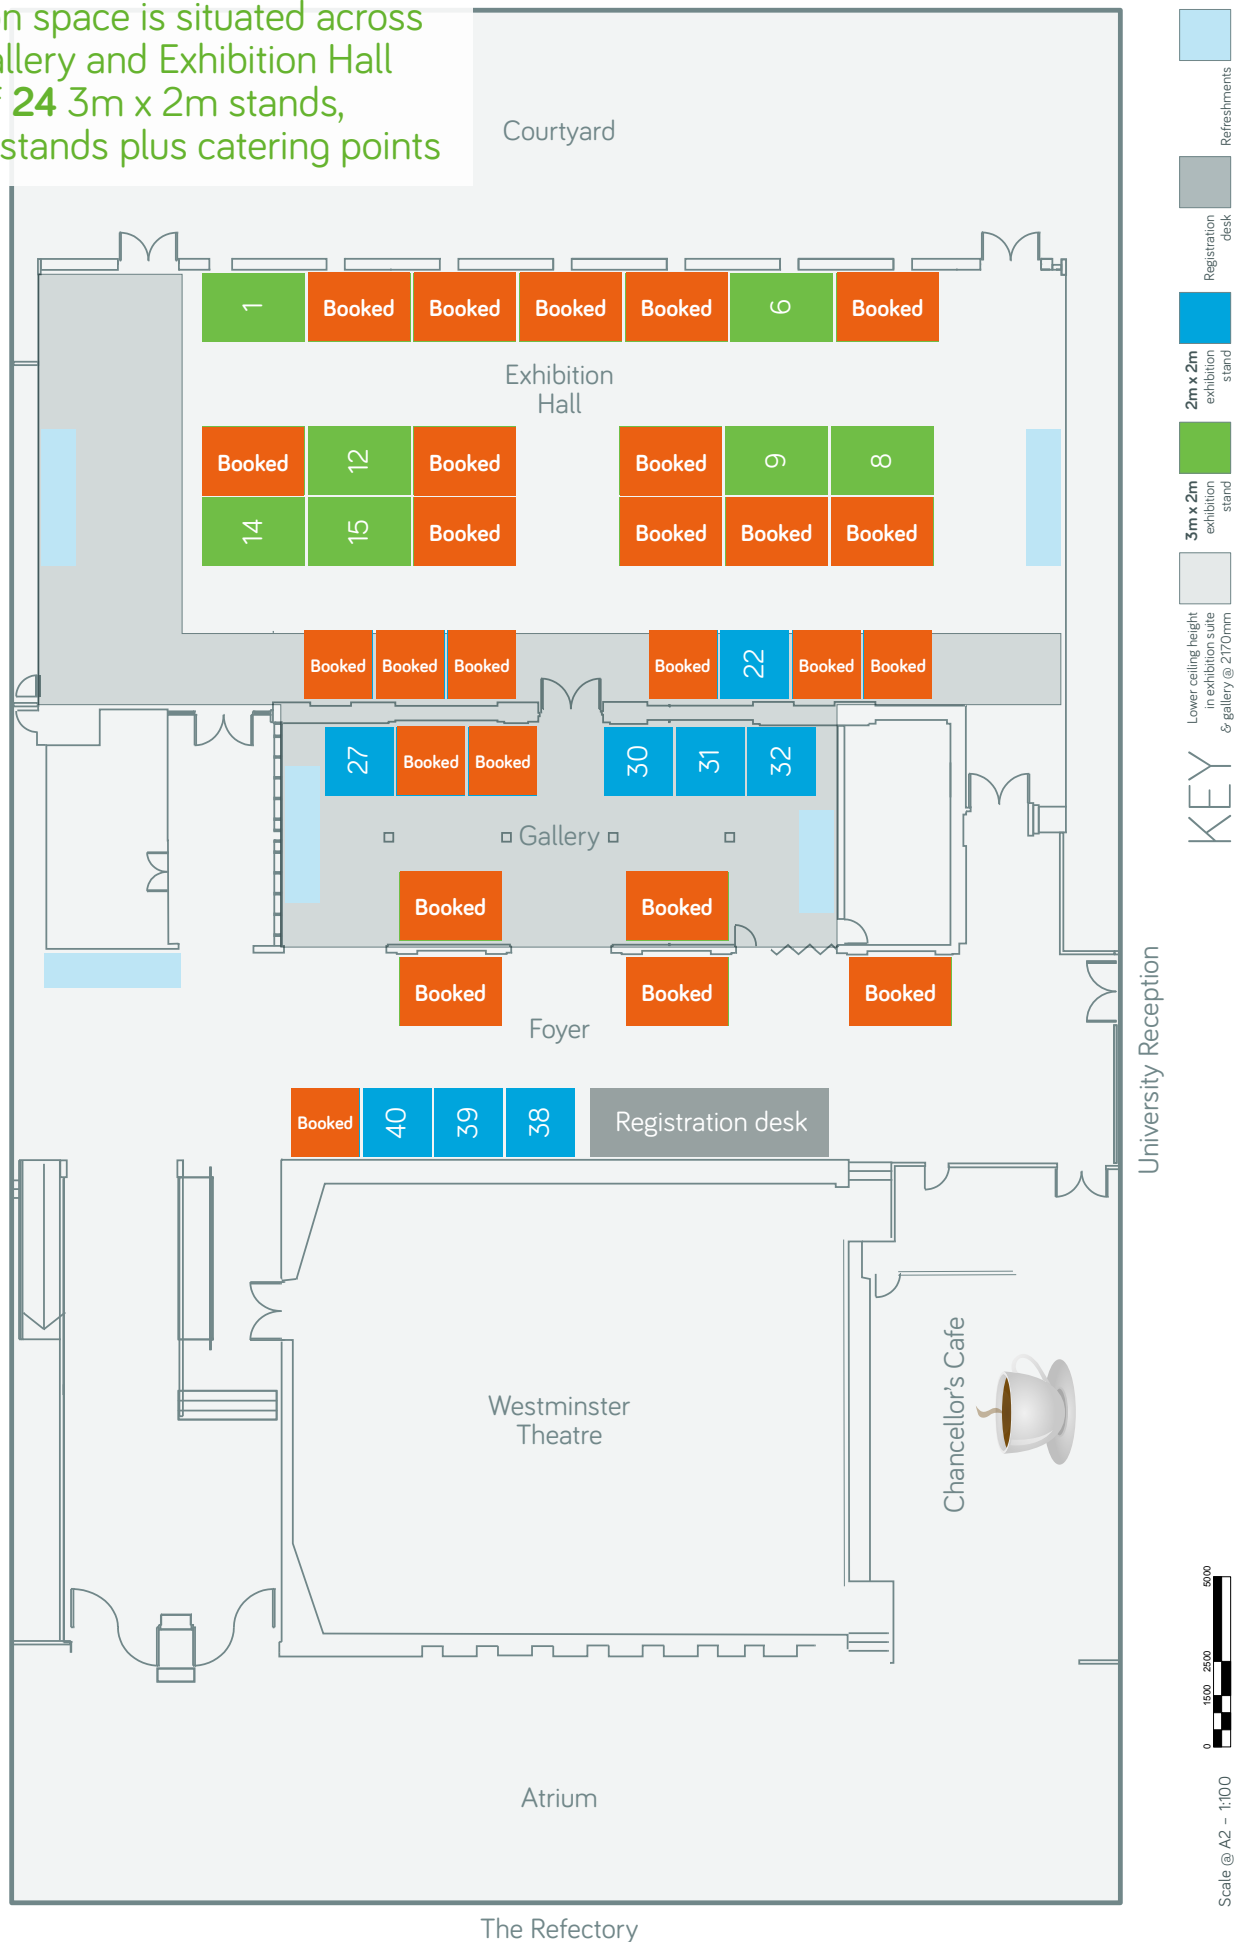 on space is situated across
allery and Exhibition Hall
24 3m x 2m stands,
stands plus catering points
Courtyard
1
Booked
Booked
Booked
Booked
6
Booked
Exhibition
Hall
Booked
12
Booked
Booked
9
8
14
15
Booked
Booked
Booked
Booked
Booked
Booked
Booked
Booked
22
Booked
Booked
27
Booked
Booked
30
31
32
Gallery
Booked
Booked
Booked
Booked
Booked
Foyer
Booked
40
39
38
Registration desk
University Reception
Westminster
Theatre
Chancellor's Cafe
Atrium
The Refectory
KEY
Lower ceiling height
in exhibition suite
& gallery @ 2170mm
3m x 2m
exhibition
stand
2m x 2m
exhibition
stand
Registration
desk
Refreshments
Scale @ A2 - 1:100
0 1500 2500 5000